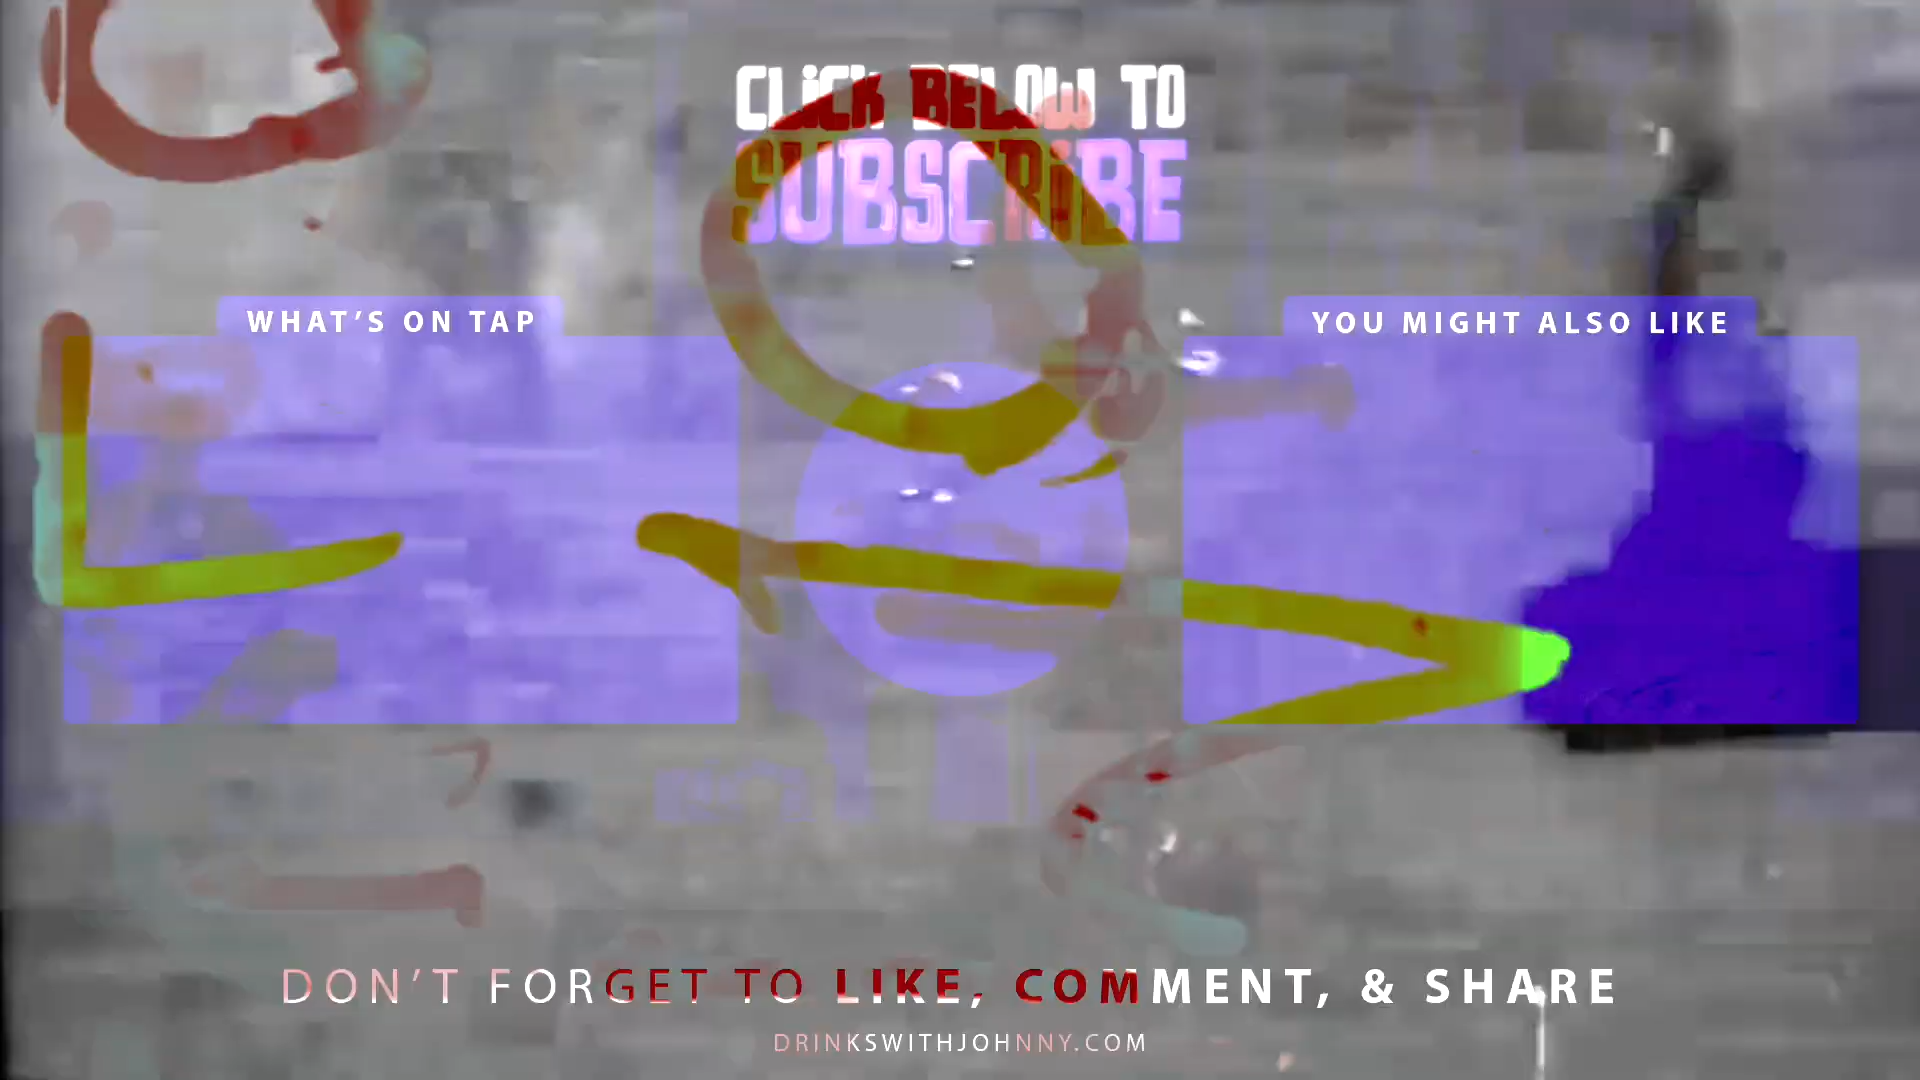 CLiCK BELOW TO
SUBSCRiBE
WHAT'S ON TAP
YOU MIGHT ALSO LIKE
DON'T FORGET TO LIKE, COMMENT, & SHARE
DRINKSWITHJOHNNY.COM